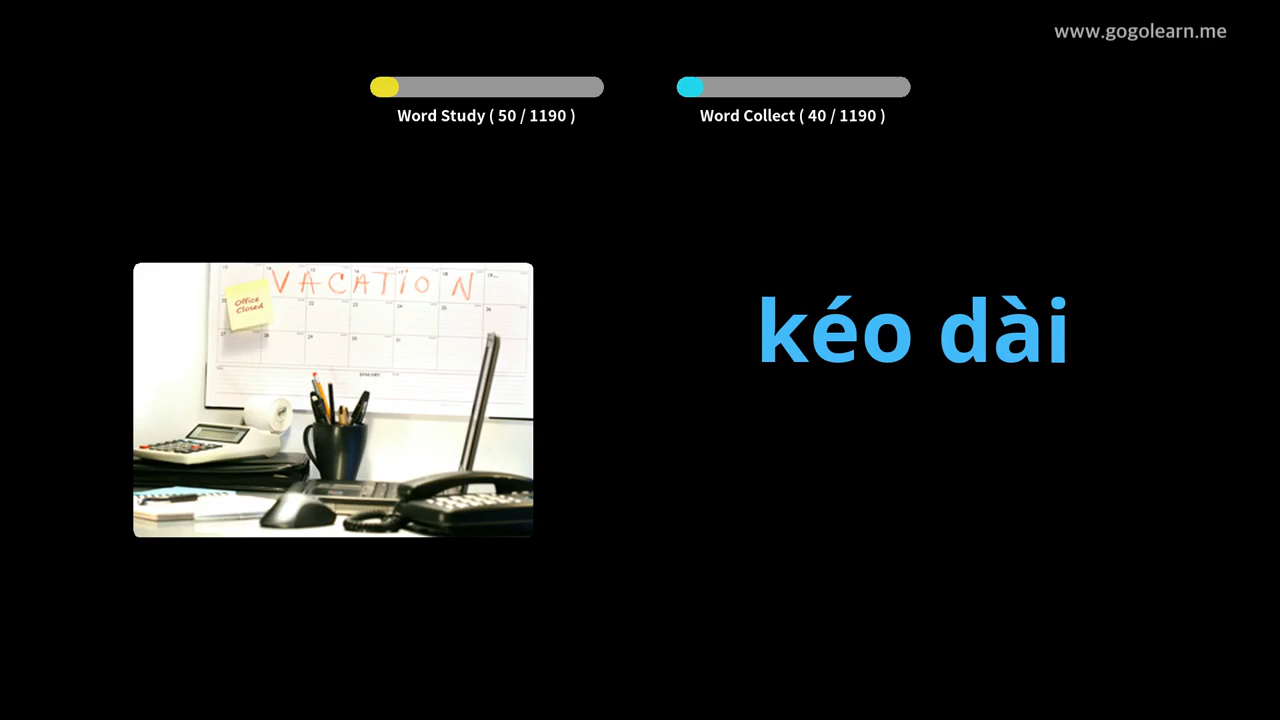 www.gogolearn.me
Word Study ( 50 / 1190 )
Word Collect ( 40 / 1190 )
VACATION
Office
Closed
kéo dài